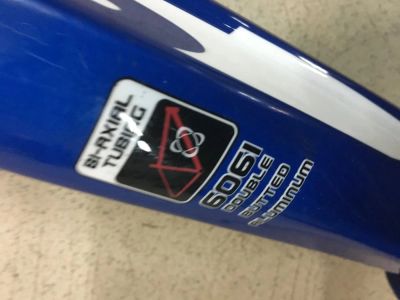 BI-AXIAL
TUBING
6061
DOUBLE
BUTTED
ALUMINUM